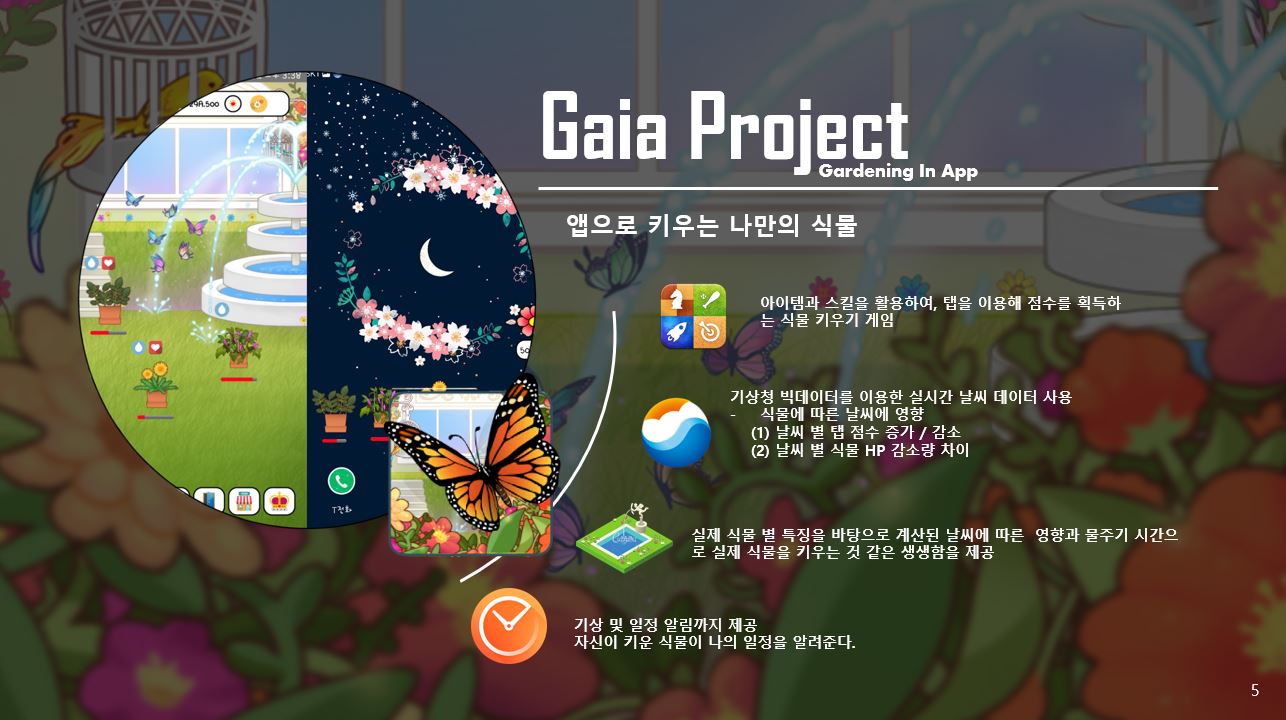 3:39
Gaia Project
Gardening In App
앱으로 키우는 나만의 식물
아이템과 스킬을 활용하여, 탭을 이용해 점수를 획득하
는 식물 키우기 게임
기상청 빅데이터를 이용한 실시간 날씨 데이터 사용
- 식물에 따른 날씨에 영향
(1) 날씨 별 탭 점수 증가 / 감소
(2) 날씨 별 식물 HP 감소량 차이
실제 식물 별 특징을 바탕으로 계산된 날씨에 따른 영향과 물주기 시간으
로 실제 식물을 키우는 것 같은 생생함을 제공
T전화
기상 및 일정 알림까지 제공
자신이 키운 식물이 나의 일정을 알려준다.
5